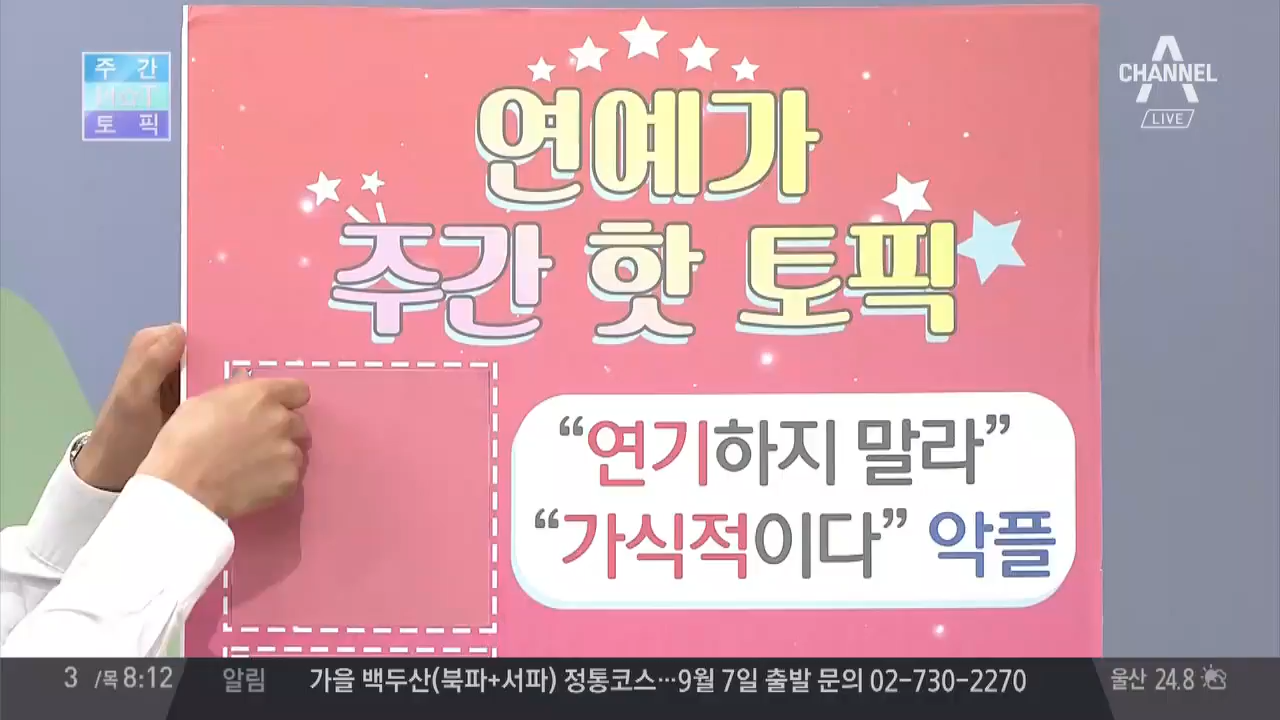 주 간
HOT
토 픽
CHANNEL A
LIVE
연예가
주간 핫 토픽
“연기하지 말라”
“가식적이다” 악플
3 /목 8:12
알림
가을 백두산(북파+서파) 정통코스…9월 7일 출발 문의 02-730-2270
울산 24.8